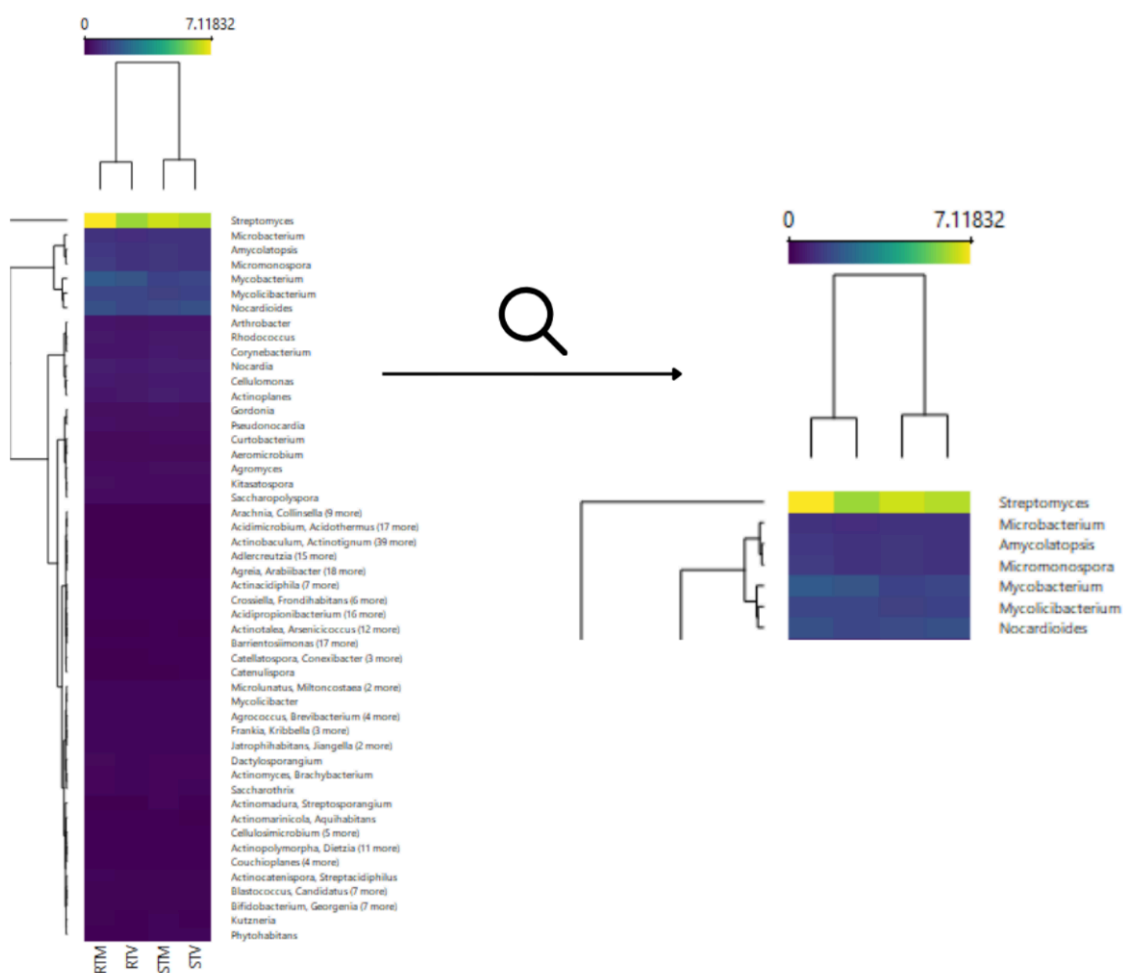 0 7.11832
Streptomyces
Microbacterium
Amycolatopsis
Micromonospora
Mycobacterium
Mycolicibacterium
Nocardioides
Arthrobacter
Rhodococcus
Corynebacterium
Nocardia
Cellulomonas
Actinoplanes
Gordonia
Pseudonocardia
Curtobacterium
Aeromicrobium
Agromyces
Kitasatospora
Saccharopolyspora
Arachnia, Collinsella (9 more)
Acidimicrobium, Acidothermus (17 more)
Actinobaculum, Actinotignum (39 more)
Adlercreutzia (15 more)
Agreia, Arabiibacter (18 more)
Actinacidiphila (7 more)
Crossiella, Frondihabitans (6 more)
Acidipropionibacterium (16 more)
Actinotalea, Arsenicicoccus (12 more)
Barrientosiimonas (17 more)
Catellatospora, Conexibacter (3 more)
Catenulispora
Microlunatus, Miltoncostaea (2 more)
Mycolicibacter
Agrococcus, Brevibacterium (4 more)
Frankia, Kribbella (3 more)
Jatrophihabitans, Jiangella (2 more)
Dactylosporangium
Actinomyces, Brachybacterium
Saccharothrix
Actinomadura, Streptosporangium
Actinomarinicola, Aquihabitans
Cellulosimicrobium (5 more)
Actinopolymorpha, Dietzia (11 more)
Couchioplanes (4 more)
Actinocatenispora, Streptacidiphilus
Blastococcus, Candidatus (7 more)
Bifidobacterium, Georgenia (7 more)
Kutzneria
Phytohabitans
RTM RTV STM STV
0 7.11832
Streptomyces
Microbacterium
Amycolatopsis
Micromonospora
Mycobacterium
Mycolicibacterium
Nocardioides